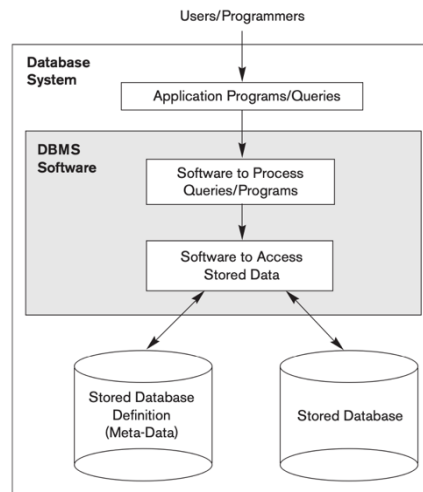 Users/Programmers
Database
System
Application Programs/Queries
DBMS
Software
Software to Process
Queries/Programs
Software to Access
Stored Data
Stored Database
Definition
(Meta-Data)
Stored Database